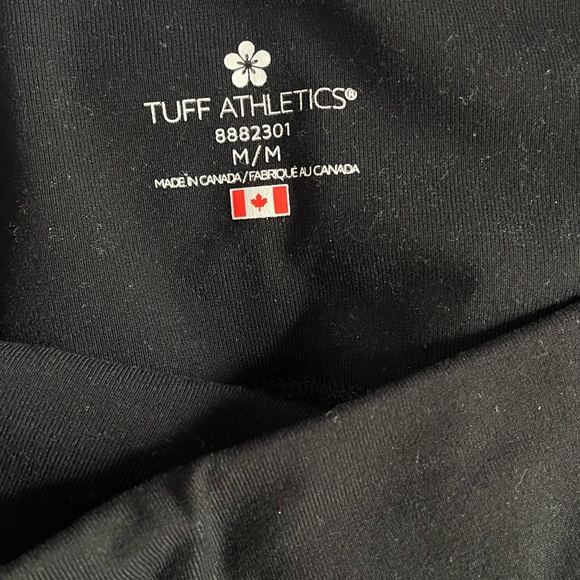 TUFF ATHLETICS®
8882301
M/M
MADE IN CANADA/FABRIQUÉ AU CANADA